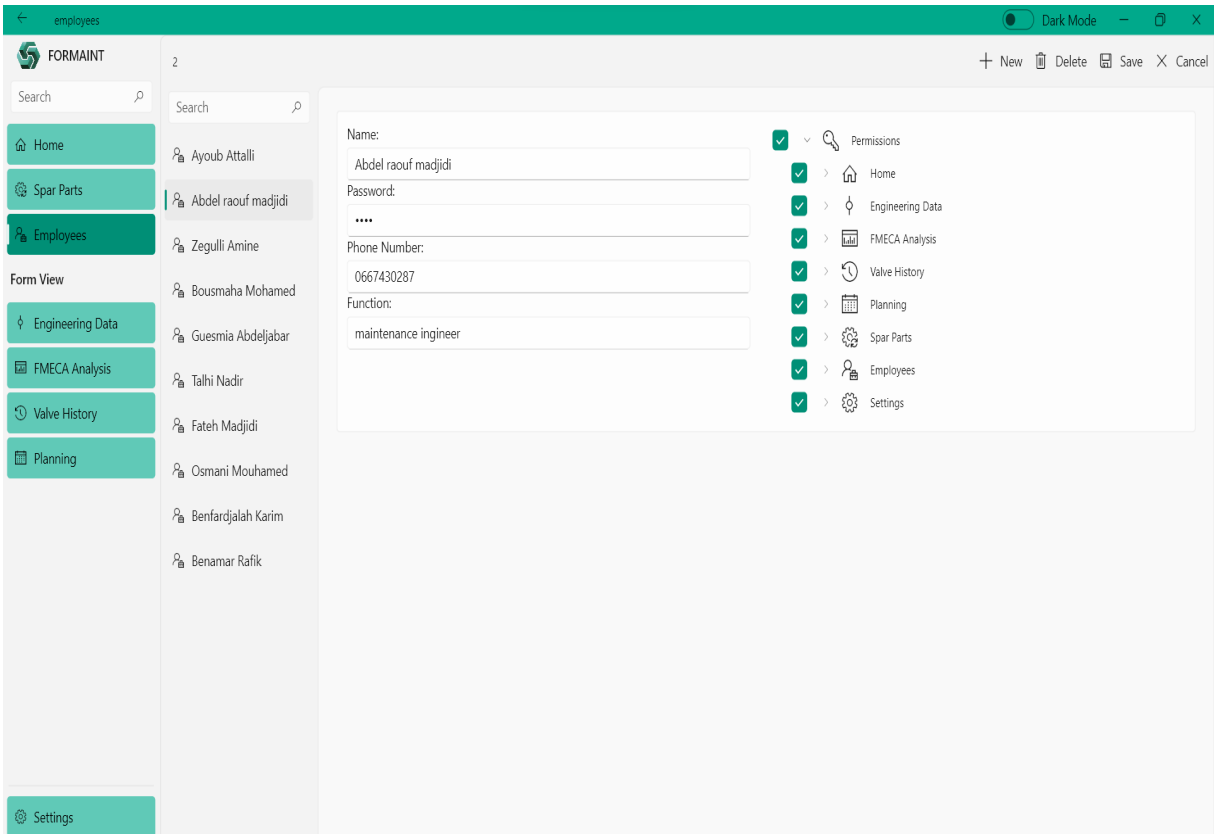 employees
Dark Mode
FORMAINT
Search
Home
Spar Parts
Employees
Form View
Engineering Data
FMECA Analysis
Valve History
Planning
Settings
2
New Delete Save Cancel
Search
Ayoub Attalli
Abdel raouf madjidi
Zegulli Amine
Bousmaha Mohamed
Guesmia Abdeljabar
Talhi Nadir
Fateh Madjidi
Osmani Mouhamed
Benfardjalah Karim
Benamar Rafik
Name:
Abdel raouf madjidi
Password:
••••
Phone Number:
0667430287
Function:
maintenance ingineer
Permissions
Home
Engineering Data
FMECA Analysis
Valve History
Planning
Spar Parts
Employees
Settings